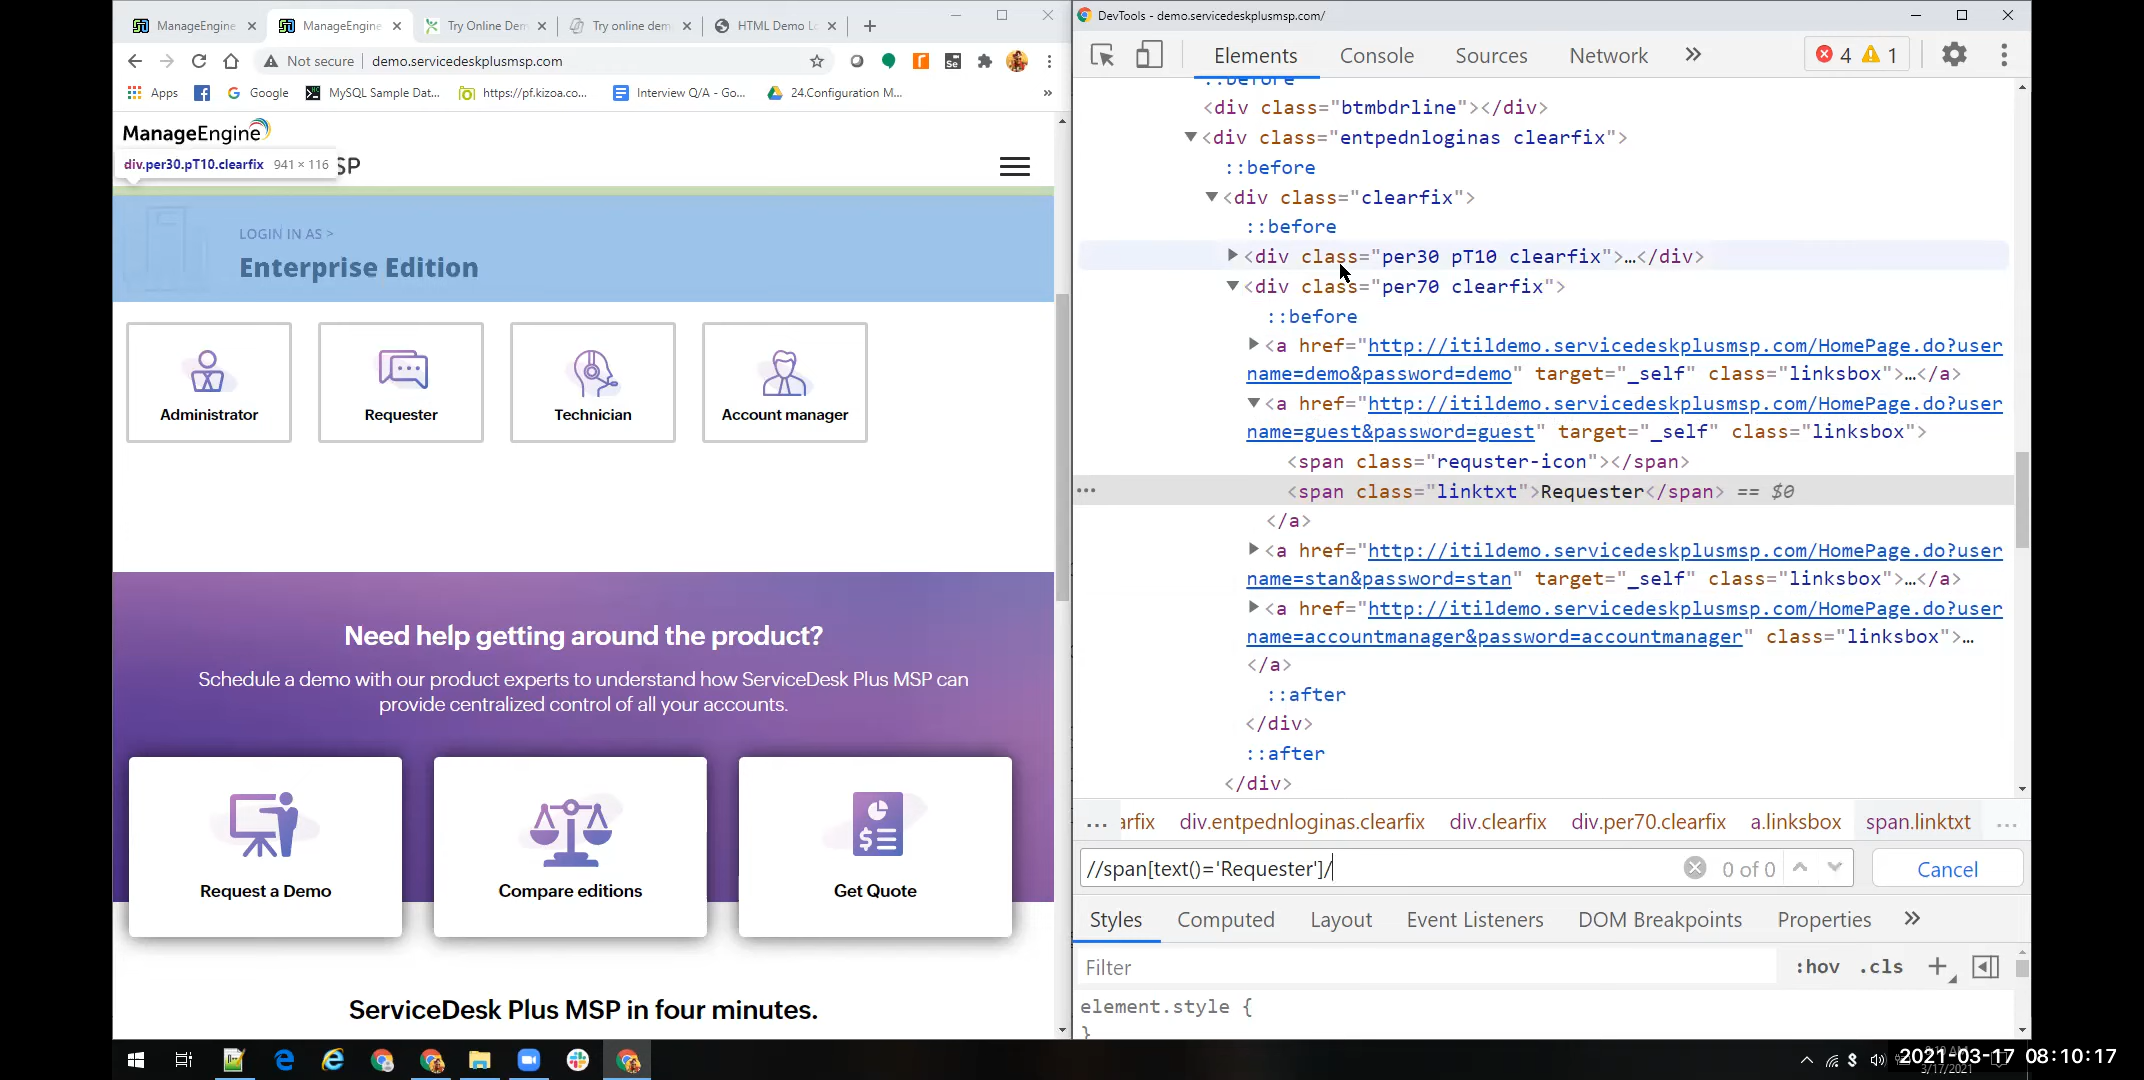 ManageEngine
ManageEngine
Try Online Dem
Try online dem
HTML Demo Lo
Not secure
demo.servicedeskplusmsp.com
Apps
Google
MySQL Sample Dat...
https://pf.kizoa.co...
Interview Q/A - Go...
24.Configuration M...
»
ManageEngine
div.per30.pT10.clearfix 941 × 116
SP
LOGIN IN AS >
Enterprise Edition
Administrator
Requester
Technician
Account manager
Need help getting around the product?
Schedule a demo with our product experts to understand how ServiceDesk Plus MSP can
provide centralized control of all your accounts.
Request a Demo
Compare editions
Get Quote
ServiceDesk Plus MSP in four minutes.
DevTools - demo.servicedeskplusmsp.com/
Elements
Console
Sources
Network
»
4
1
::before
<div class="btmbdrline"></div>
<div class="entpednloginas clearfix">
::before
<div class="clearfix">
::before
<div class="per30 pT10 clearfix">…</div>
<div class="per70 clearfix">
::before
<a href="http://itildemo.servicedeskplusmsp.com/HomePage.do?user
name=demo&password=demo" target="_self" class="linksbox">…</a>
<a href="http://itildemo.servicedeskplusmsp.com/HomePage.do?user
name=guest&password=guest" target="_self" class="linksbox">
<span class="requster-icon"></span>
<span class="linktxt">Requester</span> == $0
</a>
<a href="http://itildemo.servicedeskplusmsp.com/HomePage.do?user
name=stan&password=stan" target="_self" class="linksbox">…</a>
<a href="http://itildemo.servicedeskplusmsp.com/HomePage.do?user
name=accountmanager&password=accountmanager" class="linksbox">…
</a>
::after
</div>
::after
</div>
... arfix div.entpednloginas.clearfix div.clearfix div.per70.clearfix a.linksbox span.linktxt ...
//span[text()='Requester']/
0 of 0
Cancel
Styles
Computed
Layout
Event Listeners
DOM Breakpoints
Properties
»
Filter
:hov
.cls
element.style {
}
2021-03-17 08:10:17
3/17/2021